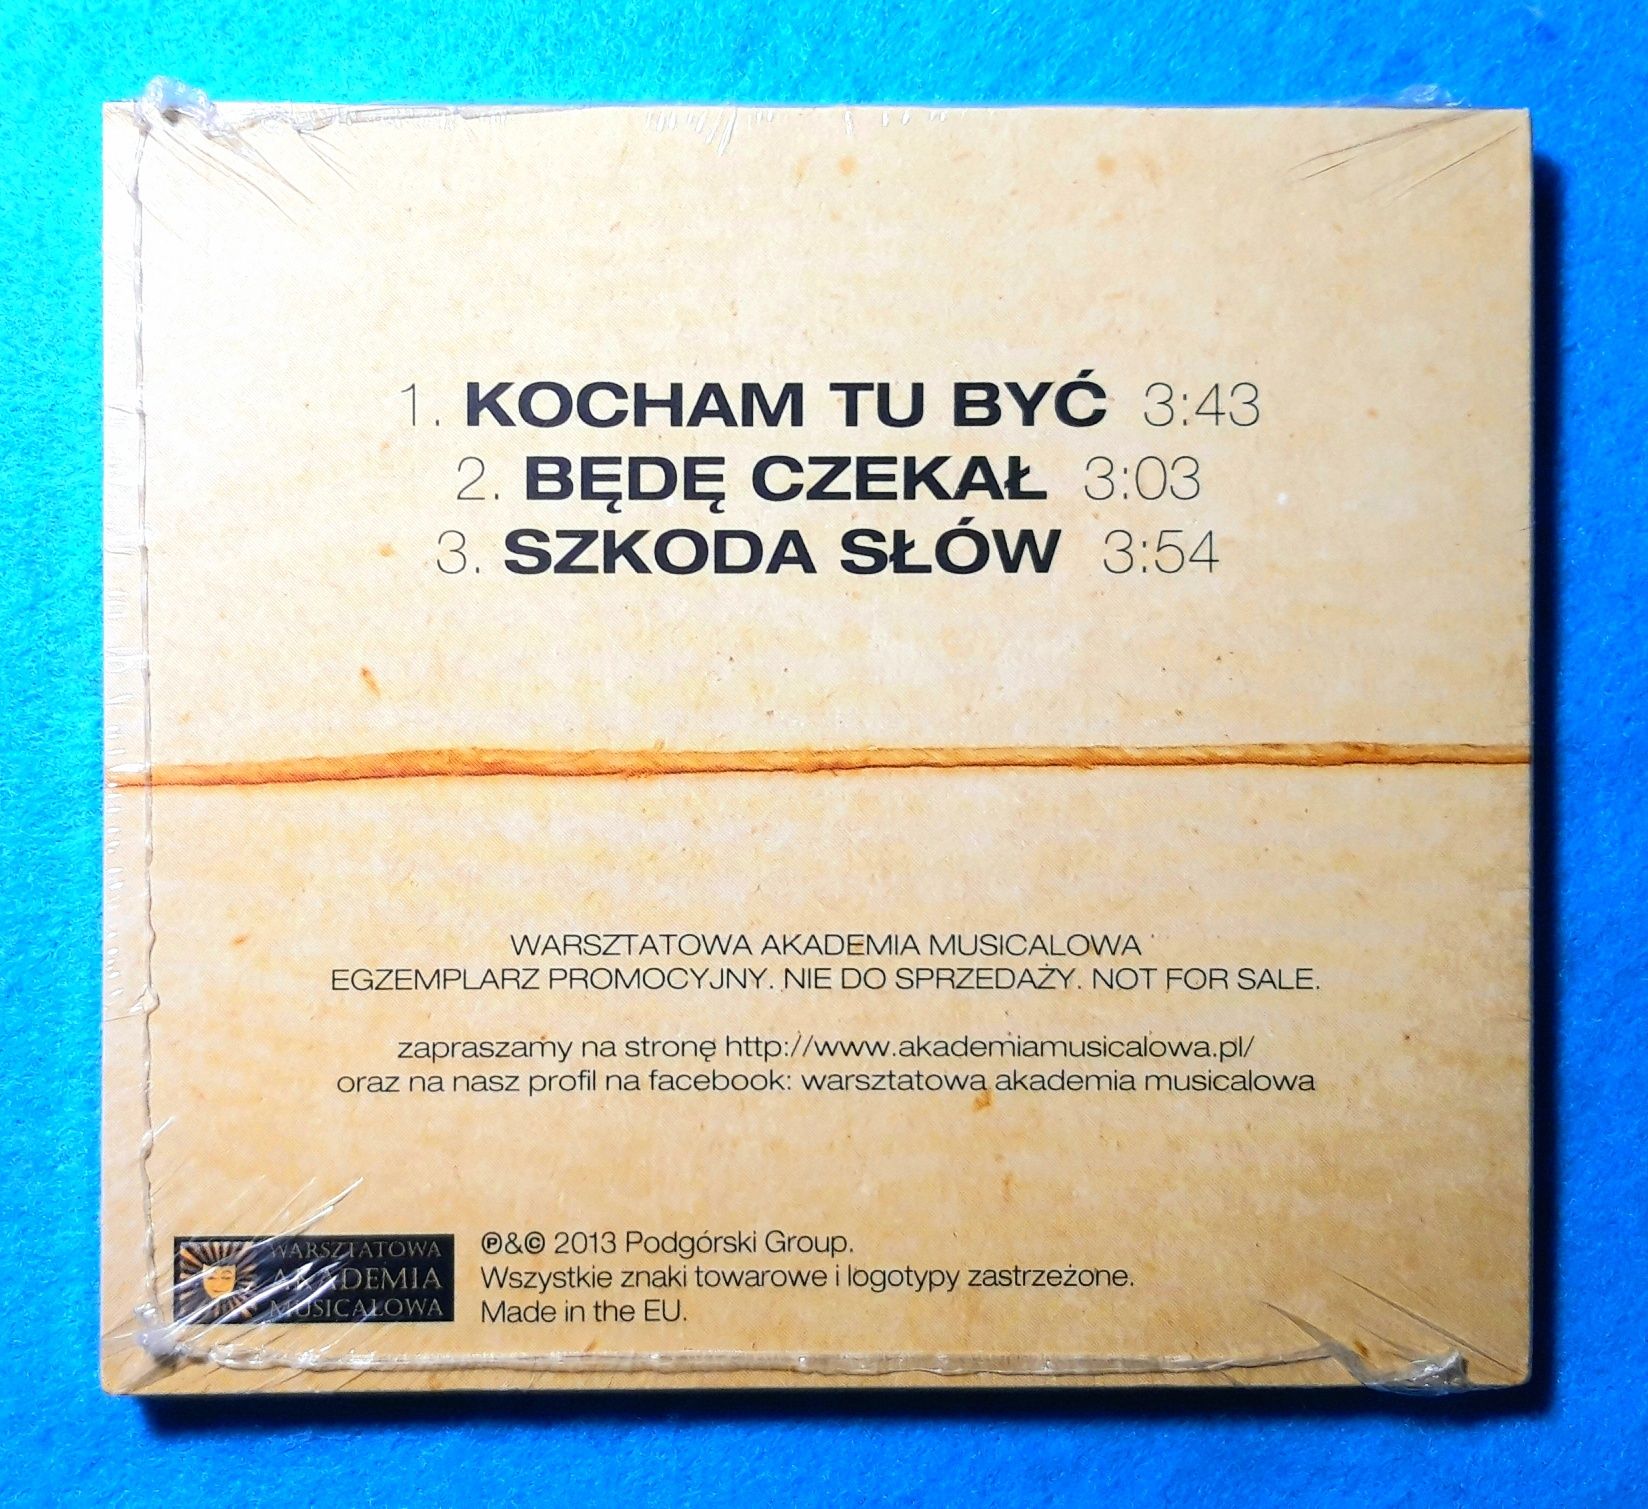 1. KOCHAM TU BYĆ 3:43
2. BĘDĘ CZEKAŁ 3:03
3. SZKODA SŁÓW 3:54
WARSZTATOWA AKADEMIA MUSICALOWA
EGZEMPLARZ PROMOCYJNY. NIE DO SPRZEDAŻY. NOT FOR SALE.
zapraszamy na stronę http://www.akademiamusicalowa.pl/
oraz na nasz profil na facebook: warsztatowa akademia musicalowa
WARSZTATOWA
AKADEMIA
MUSICALOWA
℗&© 2013 Podgórski Group.
Wszystkie znaki towarowe i logotypy zastrzeżone.
Made in the EU.